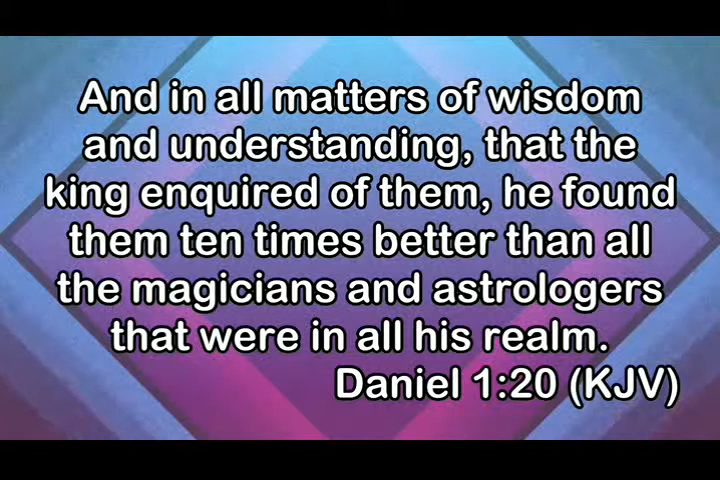 And in all matters of wisdom
and understanding, that the
king enquired of them, he found
them ten times better than all
the magicians and astrologers
that were in all his realm.
Daniel 1:20 (KJV)